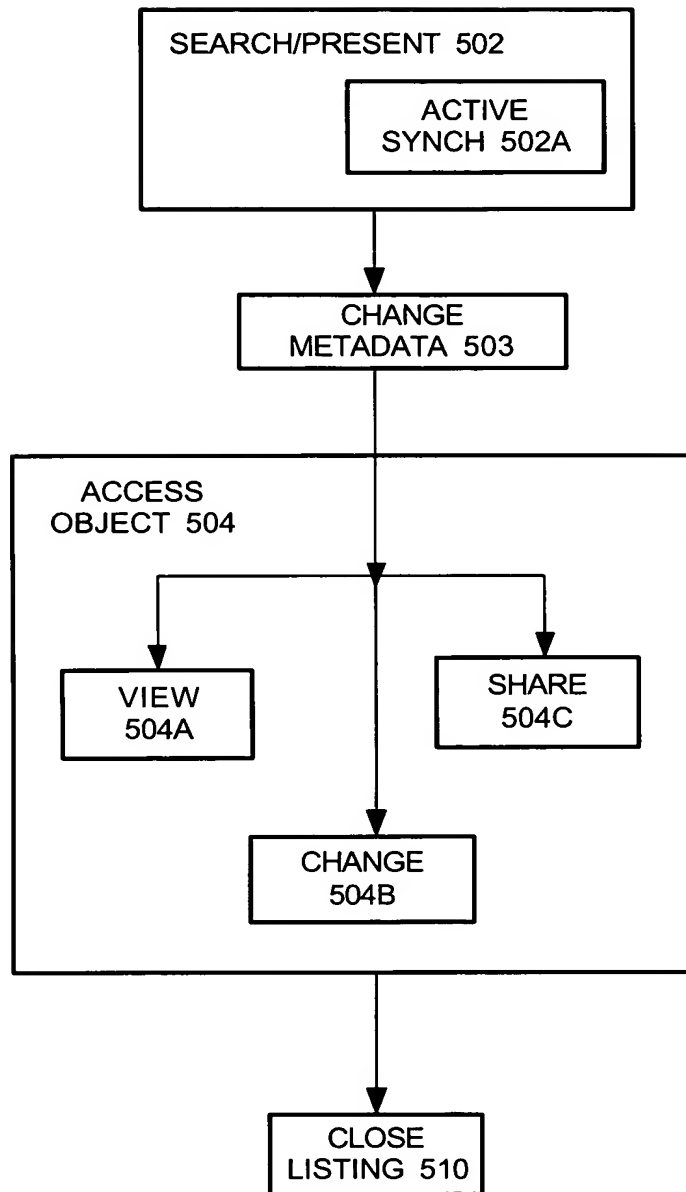 SEARCH/PRESENT 502
ACTIVE
SYNCH 502A
CHANGE
METADATA 503
ACCESS
OBJECT 504
VIEW
504A
SHARE
504C
CHANGE
504B
CLOSE
LISTING 510